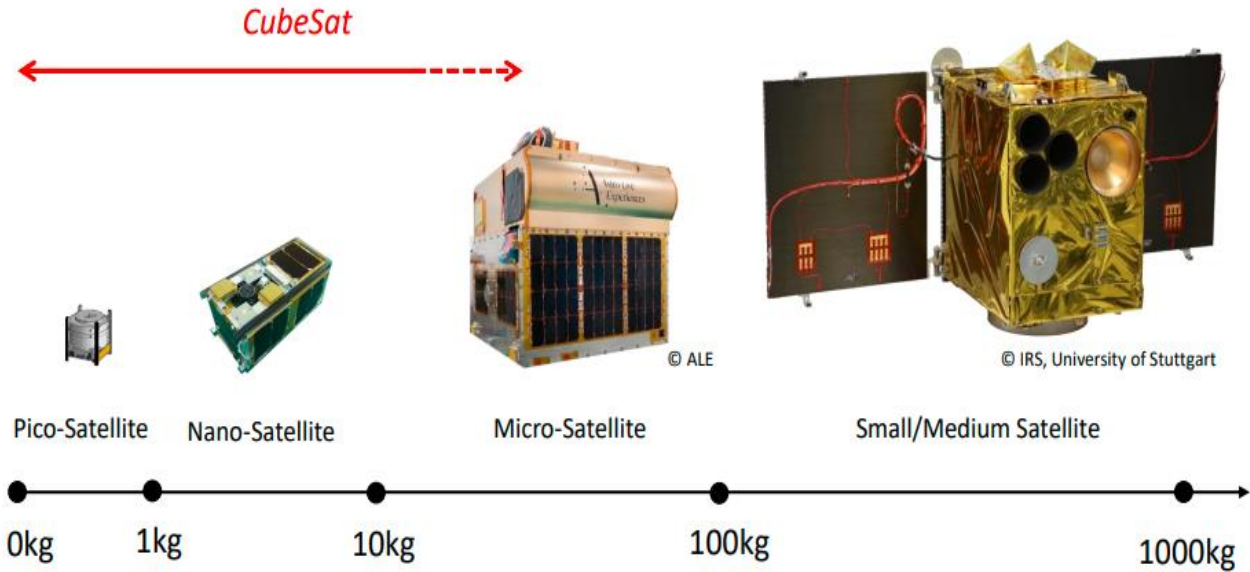 CubeSat
© ALE
© IRS, University of Stuttgart
Pico-Satellite
Nano-Satellite
Micro-Satellite
Small/Medium Satellite
0kg
1kg
10kg
100kg
1000kg